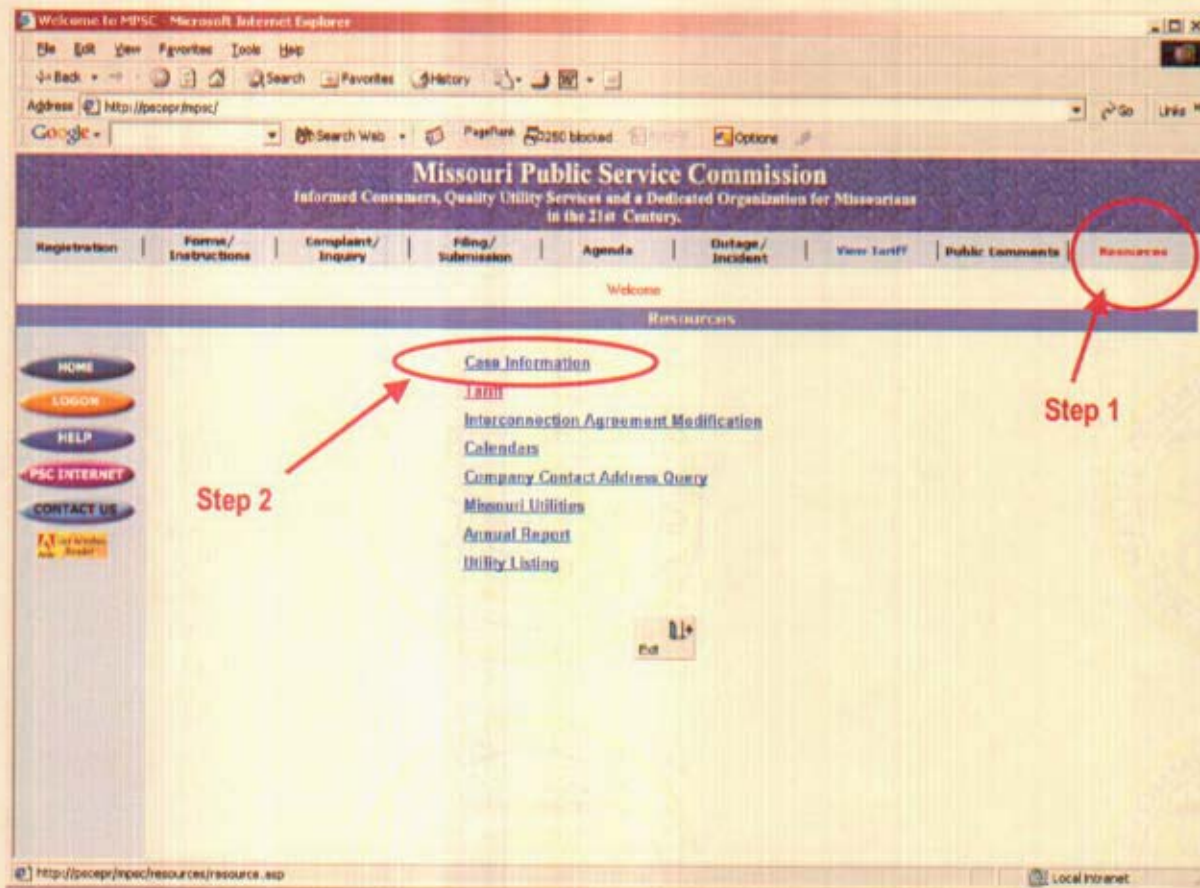 Welcome to MPSC - Microsoft Internet Explorer
File Edit View Favorites Tools Help
Back Search Favorites History
Address http://pscepr/mpsc/ Go Links
Google Search Web PageRank 3250 blocked Options
Missouri Public Service Commission
Informed Consumers, Quality Utility Services and a Dedicated Organization for Missourians
in the 21st Century.
Registration | Forms/ Instructions | Complaint/ Inquiry | Filing/ Submission | Agenda | Outage/ Incident | View Tariff | Public Comments | Resources
Welcome
Resources
HOME
LOGON
HELP
PSC INTERNET
CONTACT US
Reader
Case Information
Tariff
Interconnection Agreement Modification
Calendars
Company Contact Address Query
Missouri Utilities
Annual Report
Utility Listing
Exit
Step 1
Step 2
http://pscepr/mpsc/resources/resource.asp
Local intranet